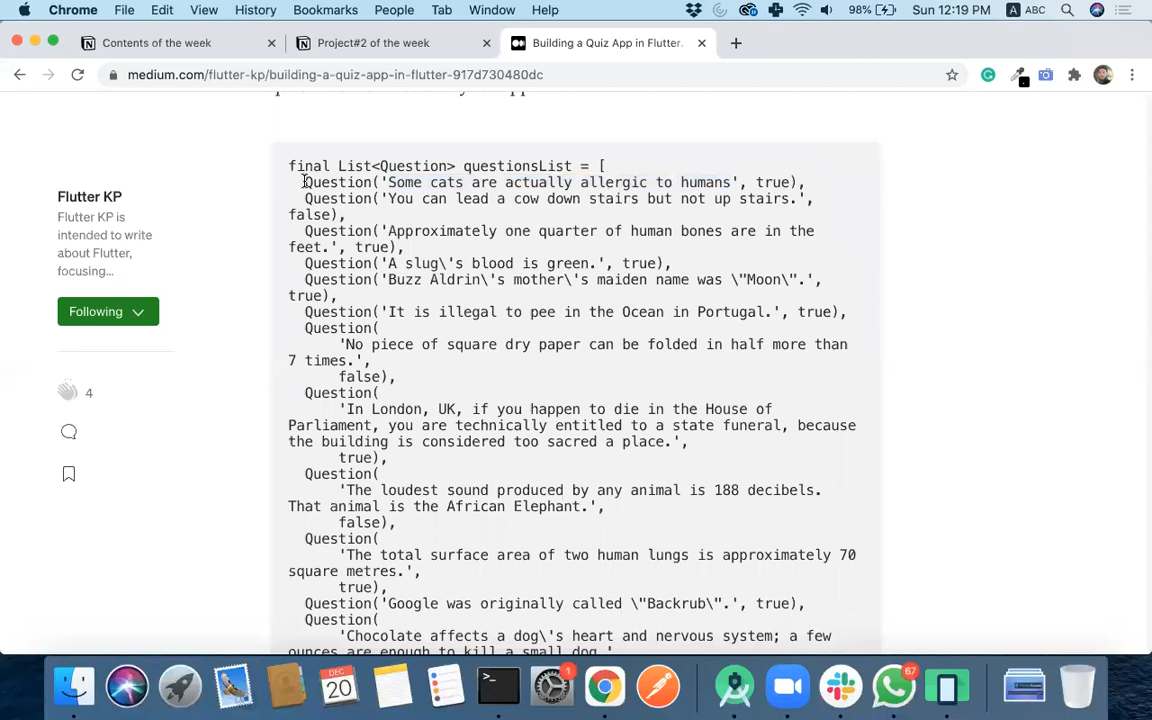 Chrome File Edit View History Bookmarks People Tab Window Help 98% Sun 12:19 PM A ABC
Contents of the week
Project#2 of the week
Building a Quiz App in Flutter.
medium.com/flutter-kp/building-a-quiz-app-in-flutter-917d730480dc
final List<Question> questionsList = [
Question('Some cats are actually allergic to humans', true),
Question('You can lead a cow down stairs but not up stairs.',
false),
Question('Approximately one quarter of human bones are in the
feet.', true),
Question('A slug\'s blood is green.', true),
Question('Buzz Aldrin\'s mother\'s maiden name was \"Moon\".',
true),
Question('It is illegal to pee in the Ocean in Portugal.', true),
Question(
'No piece of square dry paper can be folded in half more than
7 times.',
false),
Question(
'In London, UK, if you happen to die in the House of
Parliament, you are technically entitled to a state funeral, because
the building is considered too sacred a place.',
true),
Question(
'The loudest sound produced by any animal is 188 decibels.
That animal is the African Elephant.',
false),
Question(
'The total surface area of two human lungs is approximately 70
square metres.',
true),
Question('Google was originally called \"Backrub\".', true),
Question(
'Chocolate affects a dog\'s heart and nervous system; a few
ounces are enough to kill a small dog.'
Flutter KP
Flutter KP is
intended to write
about Flutter,
focusing...
Following
4
DEC
20
1
67